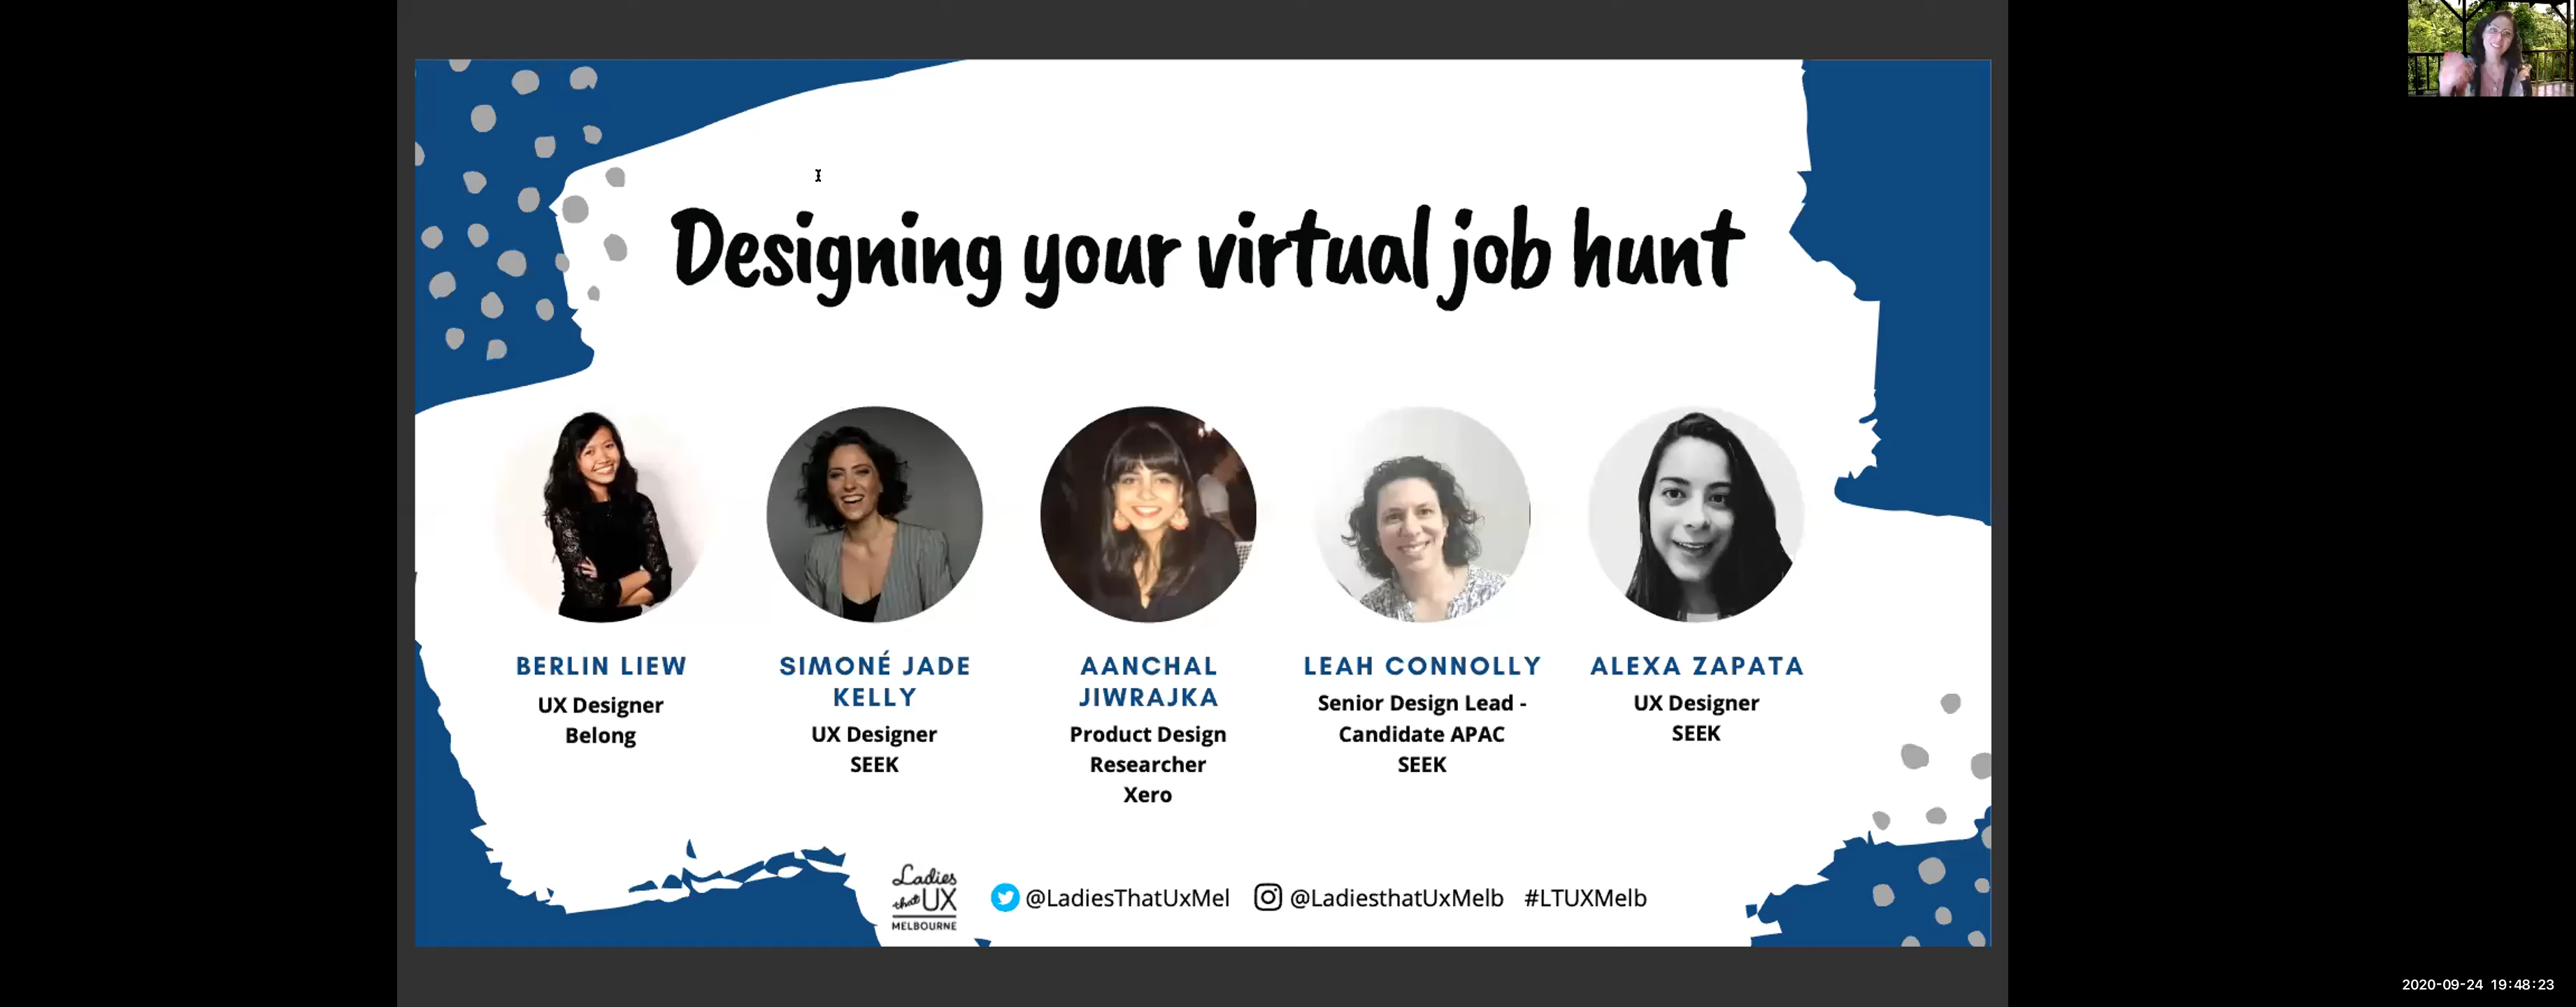 Designing your virtual job hunt
BERLIN LIEW
UX Designer
Belong
SIMONÉ JADE
KELLY
UX Designer
SEEK
AANCHAL
JIWRAJKA
Product Design
Researcher
Xero
LEAH CONNOLLY
Senior Design Lead -
Candidate APAC
SEEK
ALEXA ZAPATA
UX Designer
SEEK
Ladies
that UX
MELBOURNE
@LadiesThatUxMel @LadiesthatUxMelb #LTUXMelb
2020-09-24 19:48:23